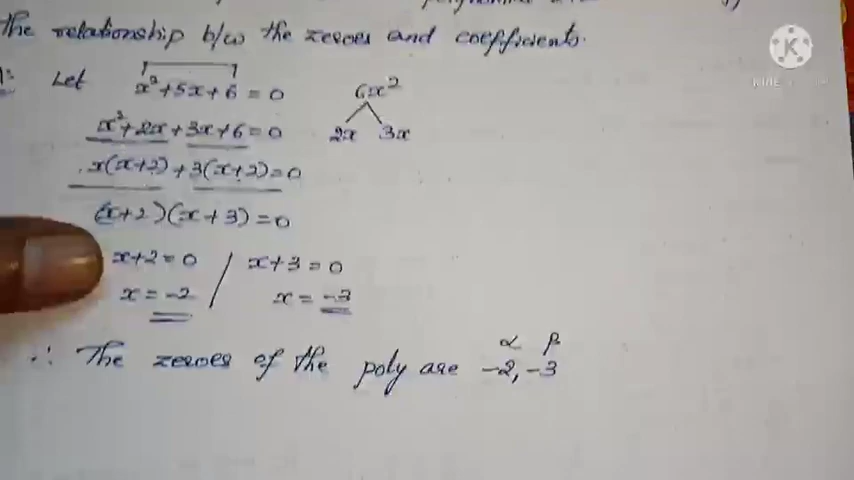 the relationship b/w the zeroes and coefficients.
Let x²+5x+6 = 0 6x²
x²+2x+3x+6=0 2x 3x
x(x+2)+3(x+2)=0
(x+2)(x+3)=0
x+2=0 / x+3=0
x=-2 / x=-3
α β
∴ The zeroes of the poly are -2, -3
K